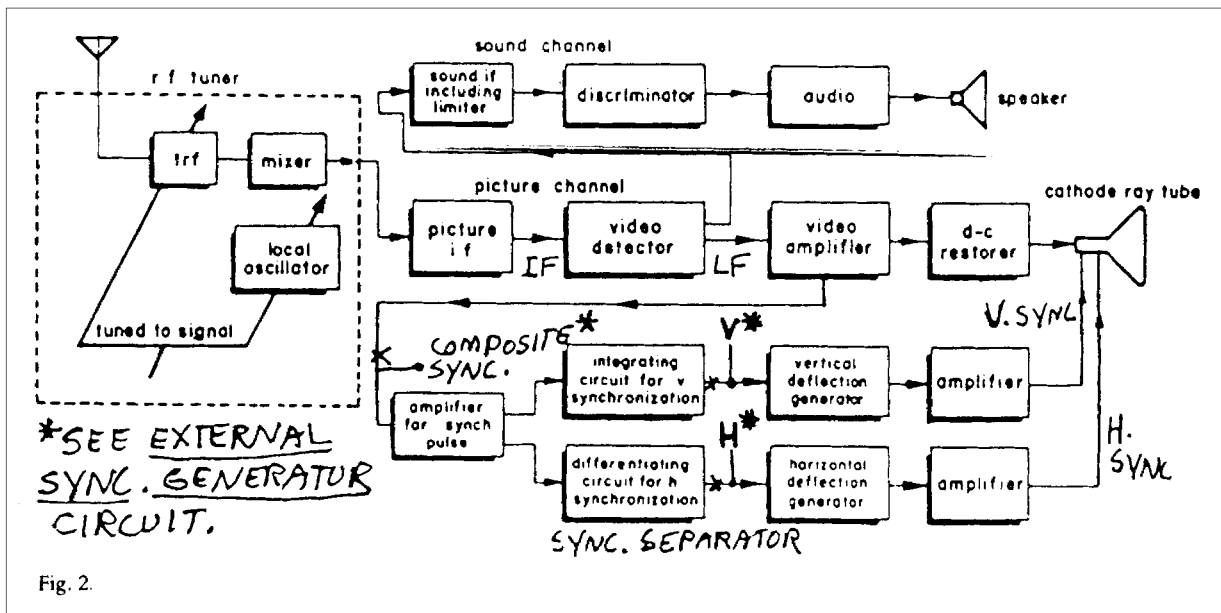 sound channel
r f tuner
sound if
including
limiter
discriminator
audio
speaker
trf
mixer
picture channel
cathode ray tube
local
oscillator
picture
i f
IF
video
detector
LF
video
amplifier
d-c
restorer
tuned to signal
V. SYNC
COMPOSITE*
SYNC.
V*
integrating
circuit for v
synchronization
vertical
deflection
generator
amplifier
amplifier
for synch
pulse
H*
H. SYNC
differentiating
circuit for h
synchronization
horizontal
deflection
generator
amplifier
*SEE EXTERNAL
SYNC. GENERATOR
CIRCUIT.
SYNC. SEPARATOR
Fig. 2.